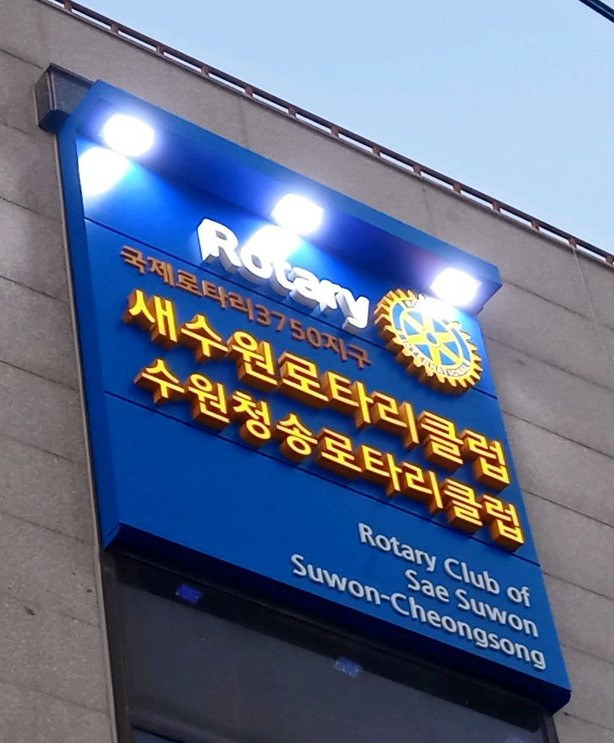 Rotary
국제로타리3750지구
새수원로타리클럽
수원청송로타리클럽
Rotary Club of
Sae Suwon
Suwon-Cheongsong